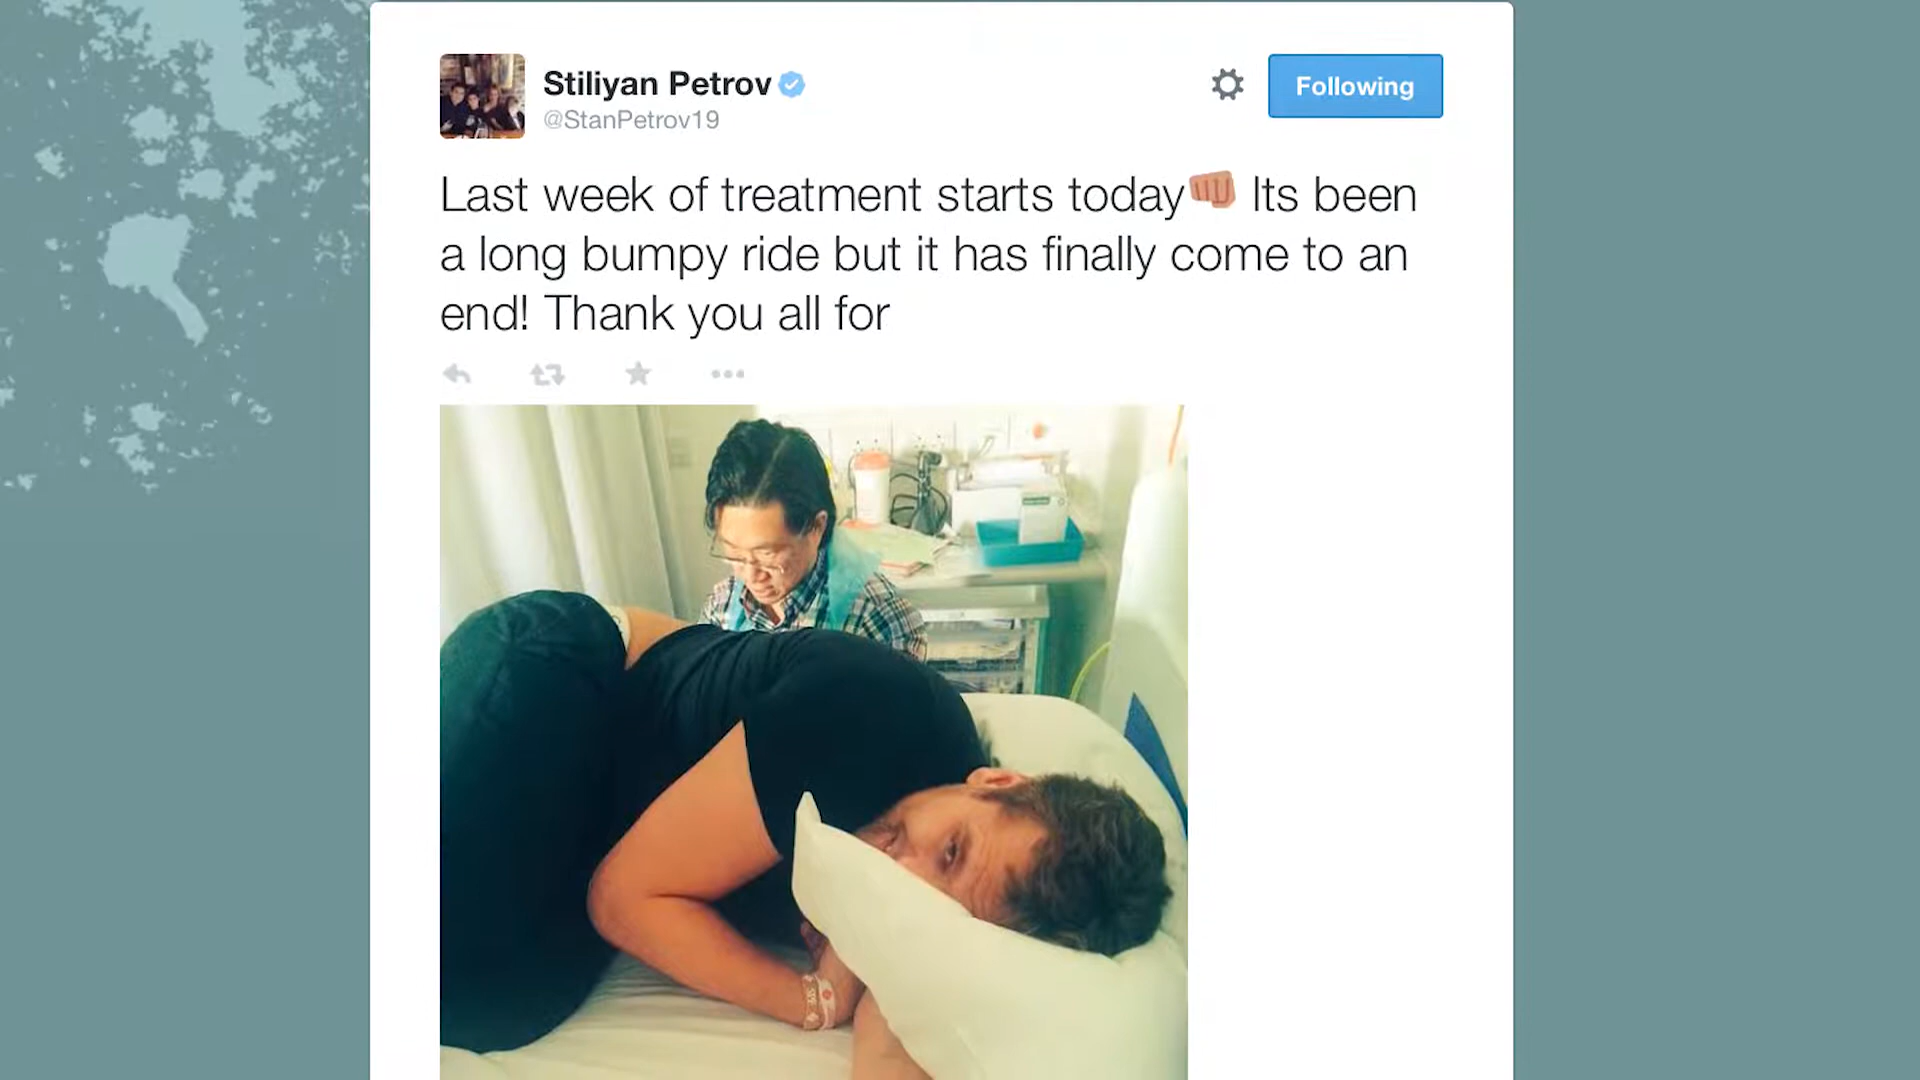 Stiliyan Petrov
@StanPetrov19
Following
Last week of treatment starts today👊 Its been
a long bumpy ride but it has finally come to an
end! Thank you all for